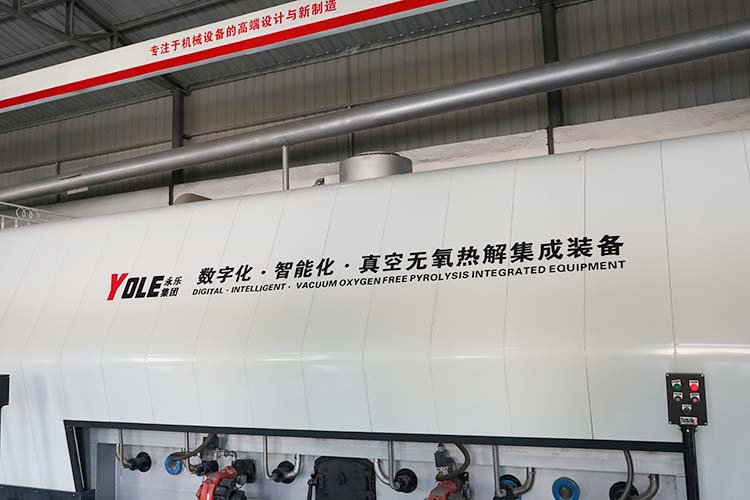 专注于机械设备的高端设计与新制造
YOLE 永乐集团
数字化·智能化·真空无氧热解集成装备
DIGITAL · INTELLIGENT · VACUUM OXYGEN FREE PYROLYSIS INTEGRATED EQUIPMENT